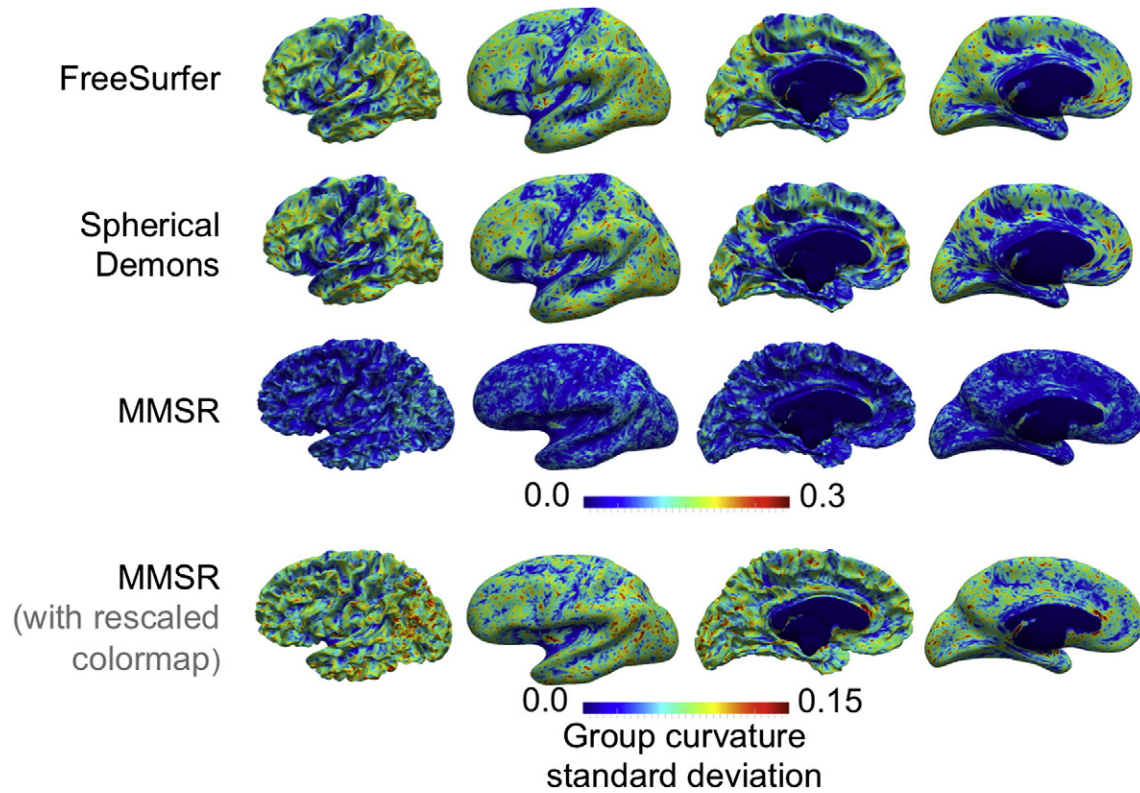 FreeSurfer
Spherical
Demons
MMSR
0.0 0.3
MMSR
(with rescaled
colormap)
0.0 0.15
Group curvature
standard deviation